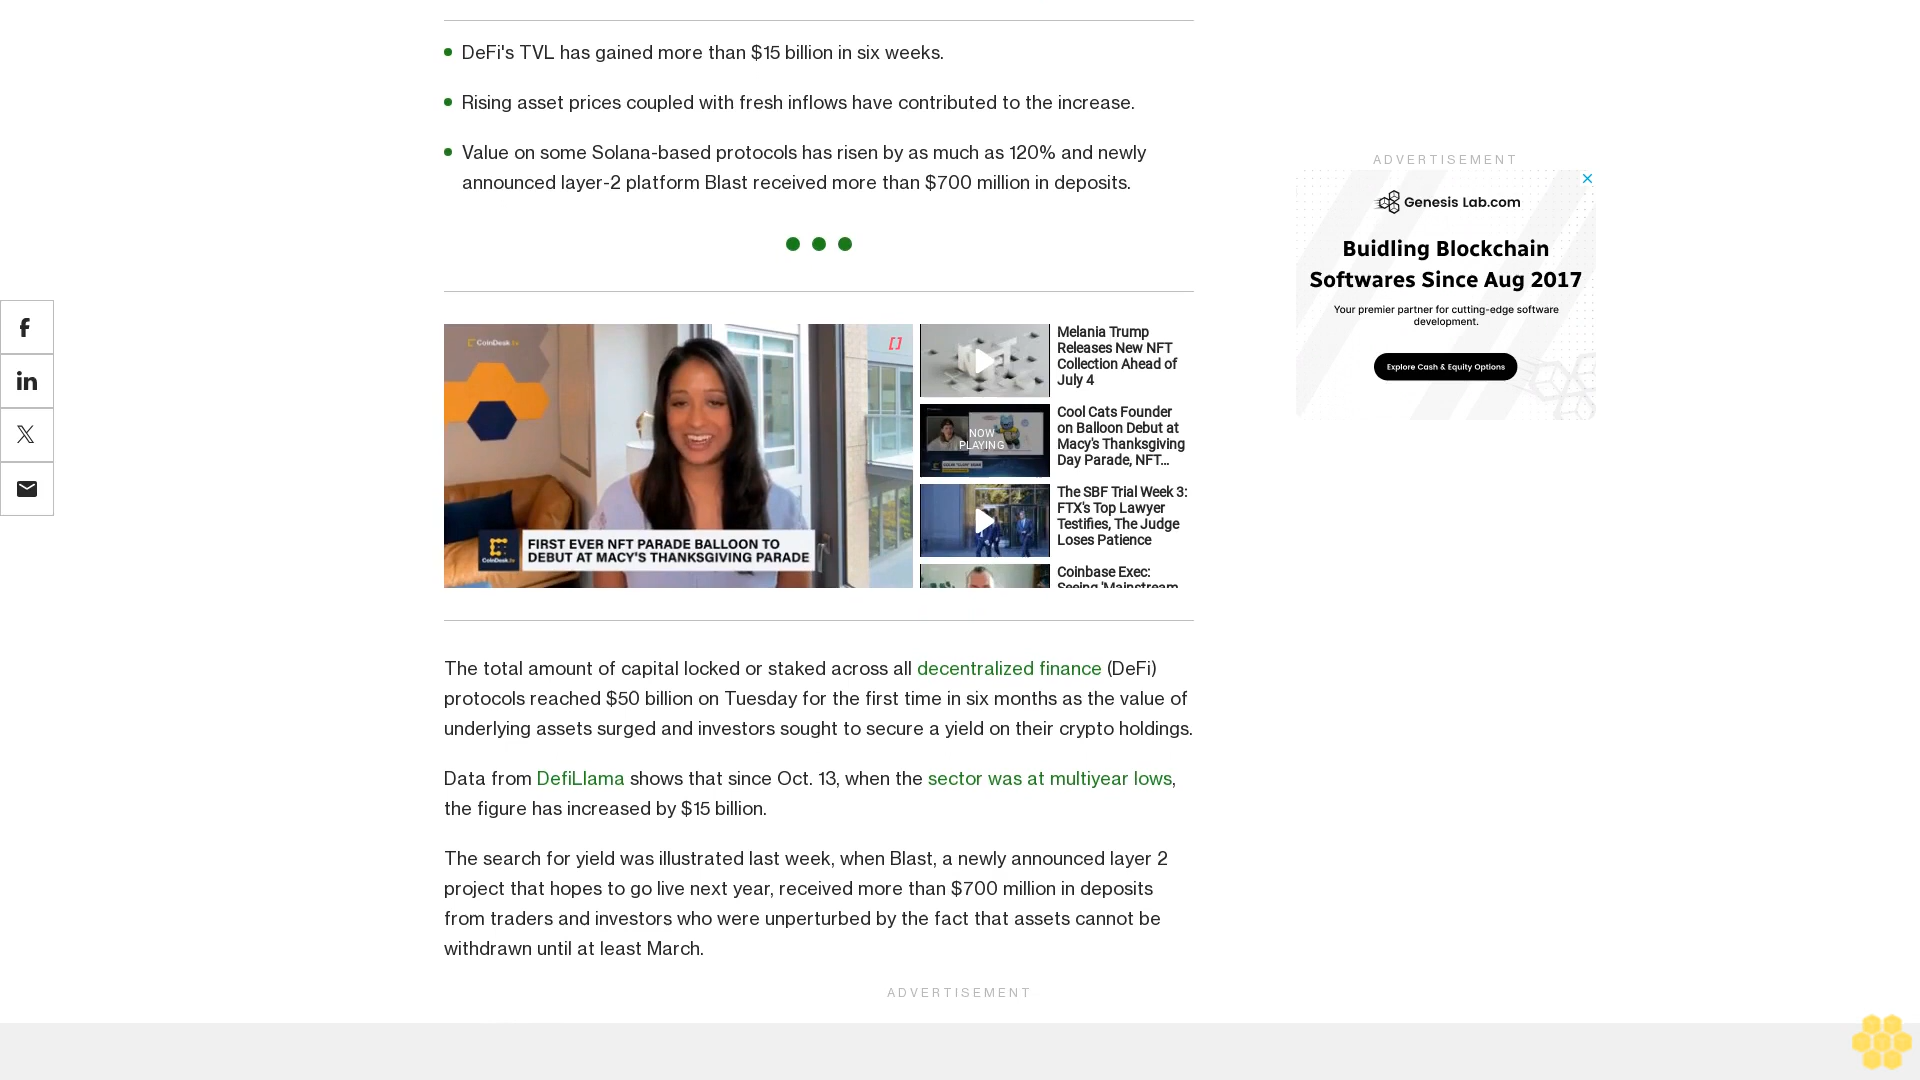 DeFi's TVL has gained more than $15 billion in six weeks.
Rising asset prices coupled with fresh inflows have contributed to the increase.
Value on some Solana-based protocols has risen by as much as 120% and newly
announced layer-2 platform Blast received more than $700 million in deposits.
ADVERTISEMENT
Genesis Lab.com
Buidling Blockchain
Softwares Since Aug 2017
Your premier partner for cutting-edge software
development.
Explore Cash & Equity Options
CoinDesk.tv
CoinDesk.tv
FIRST EVER NFT PARADE BALLOON TO
DEBUT AT MACY'S THANKSGIVING PARADE
NFT
Melania Trump
Releases New NFT
Collection Ahead of
July 4
NOW
PLAYING
Cool Cats Founder
on Balloon Debut at
Macy's Thanksgiving
Day Parade, NFT...
The SBF Trial Week 3:
FTX's Top Lawyer
Testifies, The Judge
Loses Patience
Coinbase Exec:
Seeing 'Mainstream
The total amount of capital locked or staked across all decentralized finance (DeFi)
protocols reached $50 billion on Tuesday for the first time in six months as the value of
underlying assets surged and investors sought to secure a yield on their crypto holdings.
Data from DefiLlama shows that since Oct. 13, when the sector was at multiyear lows,
the figure has increased by $15 billion.
The search for yield was illustrated last week, when Blast, a newly announced layer 2
project that hopes to go live next year, received more than $700 million in deposits
from traders and investors who were unperturbed by the fact that assets cannot be
withdrawn until at least March.
ADVERTISEMENT